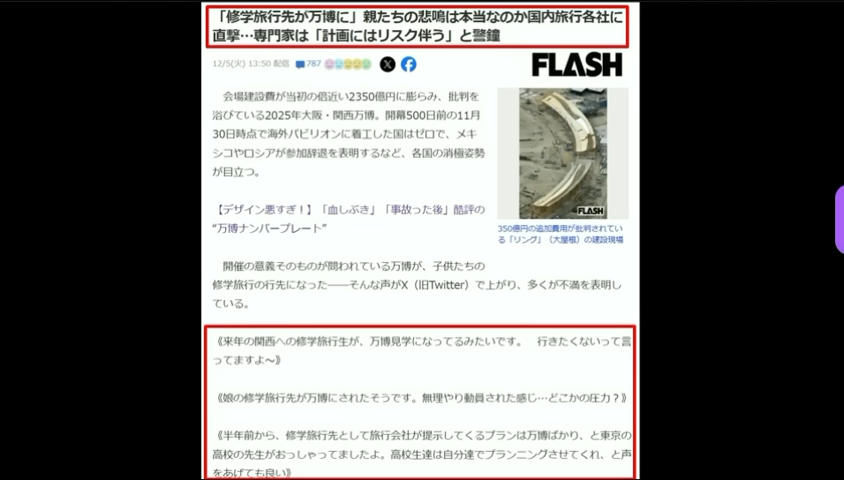 「修学旅行先が万博に」親たちの悲鳴は本当なのか国内旅行各社に
直撃…専門家は「計画にはリスク伴う」と警鐘
12/5(火) 13:50 配信 787
FLASH
会場建設費が当初の倍近い2350億円に膨らみ、批判を
浴びている2025年大阪・関西万博。開幕500日前の11月
30日時点で海外パビリオンに着工した国はゼロで、メキ
シコやロシアが参加辞退を表明するなど、各国の消極姿勢
が目立つ。
【デザイン悪すぎ！】「血しぶき」「事故った後」酷評の
“万博ナンバープレート”
FLASH
350億円の追加費用が批判されてい
る「リング」（大屋根）の建設現場
開催の意義そのものが問われている万博が、子供たちの
修学旅行の行先になった――そんな声がX（旧Twitter）で上がり、多くが不満を表明し
ている。
《来年の関西への修学旅行生が、万博見学になってるみたいです。 行きたくないって言
ってますよ〜》
《娘の修学旅行先が万博にされたそうです。無理やり動員された感じ…どこかの圧力？》
《半年前から、修学旅行先として旅行会社が提示してくるプランは万博ばかり、と東京の
高校の先生がおっしゃってましたよ。高校生達は自分達でプランニングさせてくれ、と声
をあげても良い》